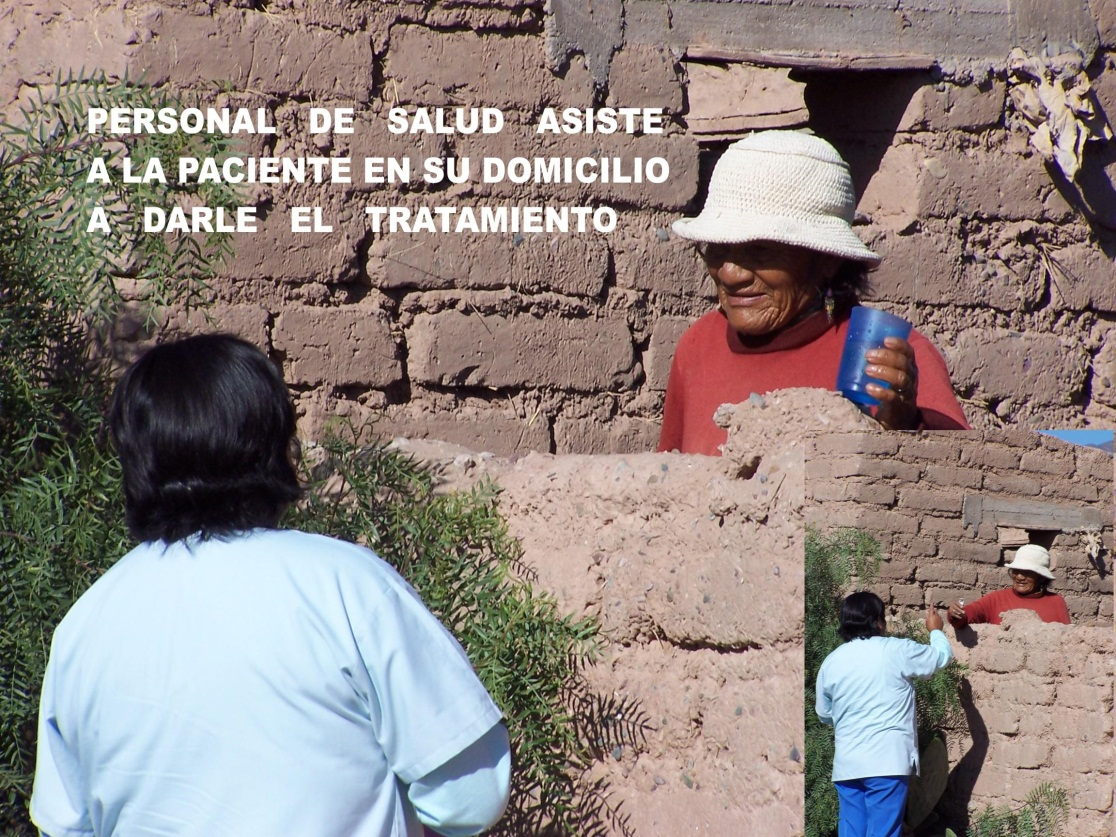 PERSONAL DE SALUD ASISTE
A LA PACIENTE EN SU DOMICILIO
A DARLE EL TRATAMIENTO